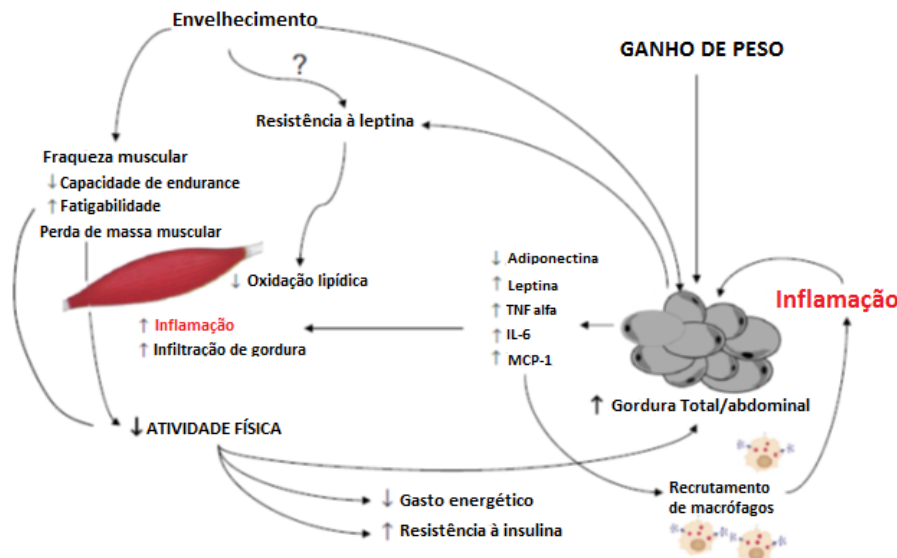 Envelhecimento
GANHO DE PESO
?
Resistência à leptina
Fraqueza muscular
↓ Capacidade de endurance
↑ Fatigabilidade
Perda de massa muscular
↓ Oxidação lipídica
↑ Inflamação
↑ Infiltração de gordura
↓ Adiponectina
↑ Leptina
↑ TNF alfa
↑ IL-6
↑ MCP-1
Inflamação
↑ Gordura Total/abdominal
↓ ATIVIDADE FÍSICA
↓ Gasto energético
↑ Resistência à insulina
Recrutamento
de macrófagos